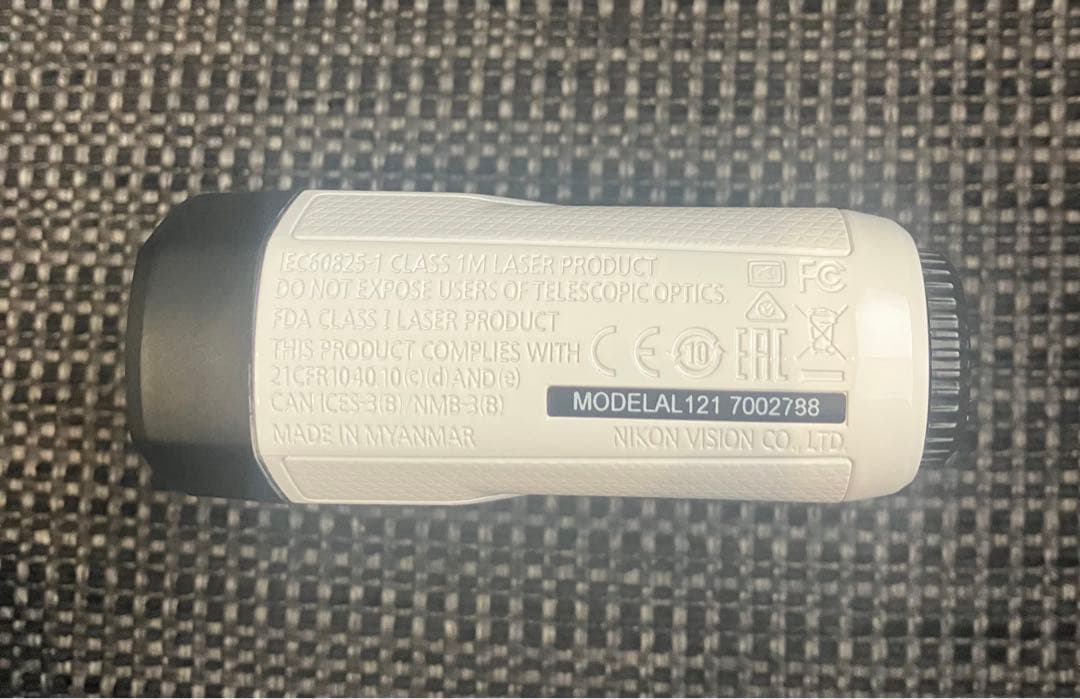 IEC60825-1 CLASS 1M LASER PRODUCT
DO NOT EXPOSE USERS OF TELESCOPIC OPTICS.
FDA CLASS I LASER PRODUCT
THIS PRODUCT COMPLIES WITH
21CFR1040.10(c)(d)AND(e)
CAN ICES-3(B)/NMB-3(B)
MADE IN MYANMAR
FC
CE
10
EAC
MODELAL121 7002788
NIKON VISION CO., LTD.